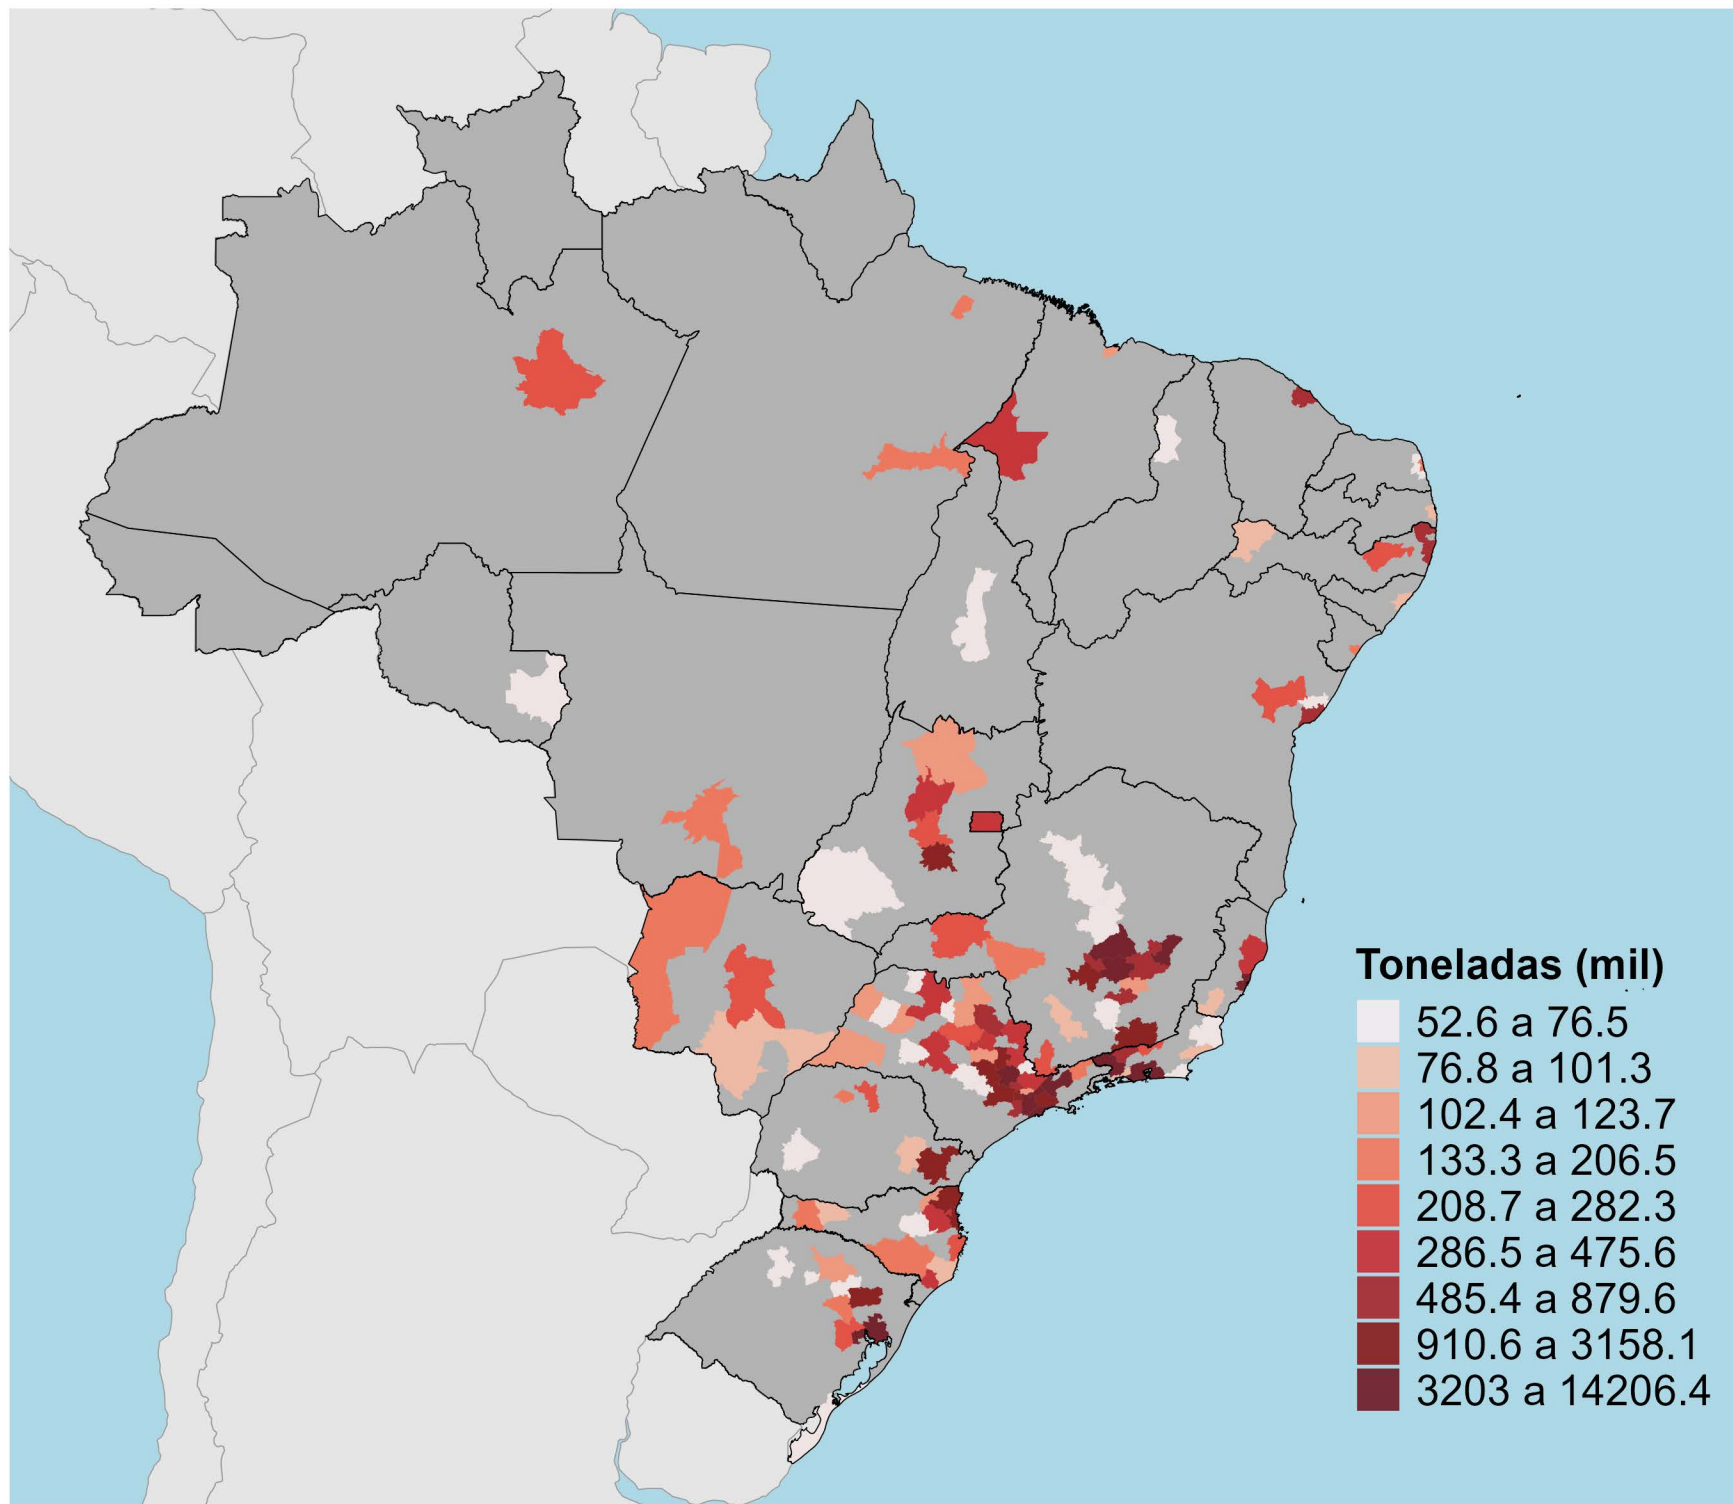 Toneladas (mil)
52.6 a 76.5
76.8 a 101.3
102.4 a 123.7
133.3 a 206.5
208.7 a 282.3
286.5 a 475.6
485.4 a 879.6
910.6 a 3158.1
3203 a 14206.4